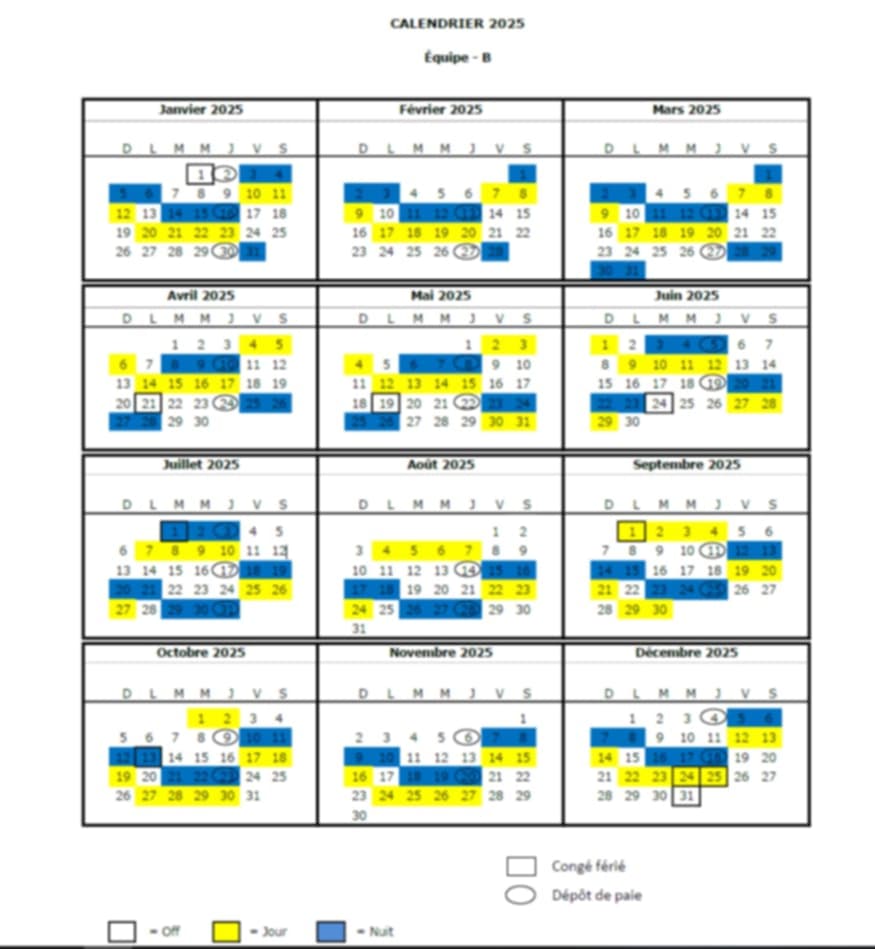 CALENDRIER 2025
Équipe - B
Janvier 2025 Février 2025 Mars 2025
D L M M J V S D L M M J V S D L M M J V S
1 2 3 4 1 1
5 6 7 8 9 10 11 2 3 4 5 6 7 8 2 3 4 5 6 7 8
12 13 14 15 16 17 18 9 10 11 12 13 14 15 9 10 11 12 13 14 15
19 20 21 22 23 24 25 16 17 18 19 20 21 22 16 17 18 19 20 21 22
26 27 28 29 30 31 23 24 25 26 27 28 23 24 25 26 27 28 29
30 31
Avril 2025 Mai 2025 Juin 2025
D L M M J V S D L M M J V S D L M M J V S
1 2 3 4 5 1 2 3 1 2 3 4 5 6 7
6 7 8 9 10 11 12 4 5 6 7 8 9 10 8 9 10 11 12 13 14
13 14 15 16 17 18 19 11 12 13 14 15 16 17 15 16 17 18 19 20 21
20 21 22 23 24 25 26 18 19 20 21 22 23 24 22 23 24 25 26 27 28
27 28 29 30 25 26 27 28 29 30 31 29 30
Juillet 2025 Août 2025 Septembre 2025
D L M M J V S D L M M J V S D L M M J V S
1 2 3 4 5 1 2 1 2 3 4 5 6
6 7 8 9 10 11 12 3 4 5 6 7 8 9 7 8 9 10 11 12 13
13 14 15 16 17 18 19 10 11 12 13 14 15 16 14 15 16 17 18 19 20
20 21 22 23 24 25 26 17 18 19 20 21 22 23 21 22 23 24 25 26 27
27 28 29 30 31 24 25 26 27 28 29 30 28 29 30
31
Octobre 2025 Novembre 2025 Décembre 2025
D L M M J V S D L M M J V S D L M M J V S
1 2 3 4 1 1 2 3 4 5 6
5 6 7 8 9 10 11 2 3 4 5 6 7 8 7 8 9 10 11 12 13
12 13 14 15 16 17 18 9 10 11 12 13 14 15 14 15 16 17 18 19 20
19 20 21 22 23 24 25 16 17 18 19 20 21 22 21 22 23 24 25 26 27
26 27 28 29 30 31 23 24 25 26 27 28 29 28 29 30 31
30
Congé férié
Dépôt de paie
= Off = Jour = Nuit